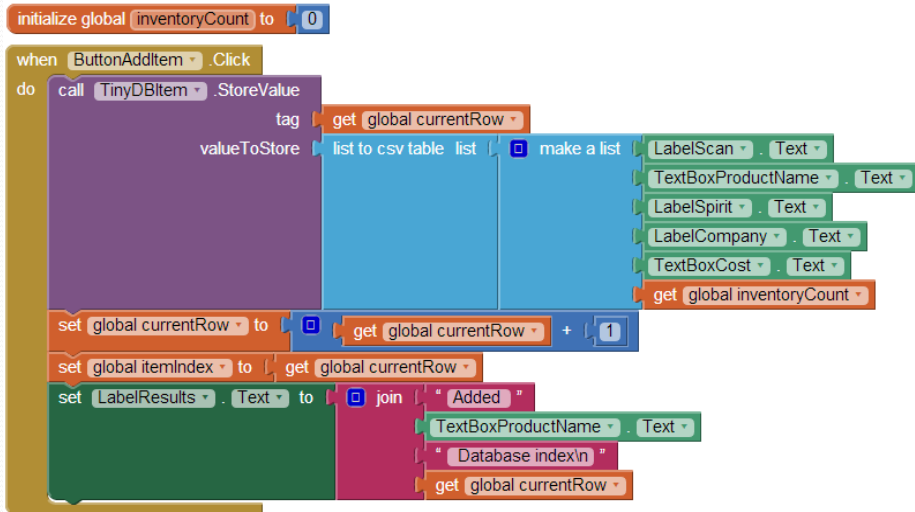 initialize global inventoryCount to 0
when ButtonAddItem .Click
do call TinyDBItem .StoreValue
tag get global currentRow
valueToStore list to csv table list make a list LabelScan . Text
TextBoxProductName . Text
LabelSpirit . Text
LabelCompany . Text
TextBoxCost . Text
get global inventoryCount
set global currentRow to get global currentRow + 1
set global itemIndex to get global currentRow
set LabelResults . Text to join " Added "
TextBoxProductName . Text
" Database index\n "
get global currentRow